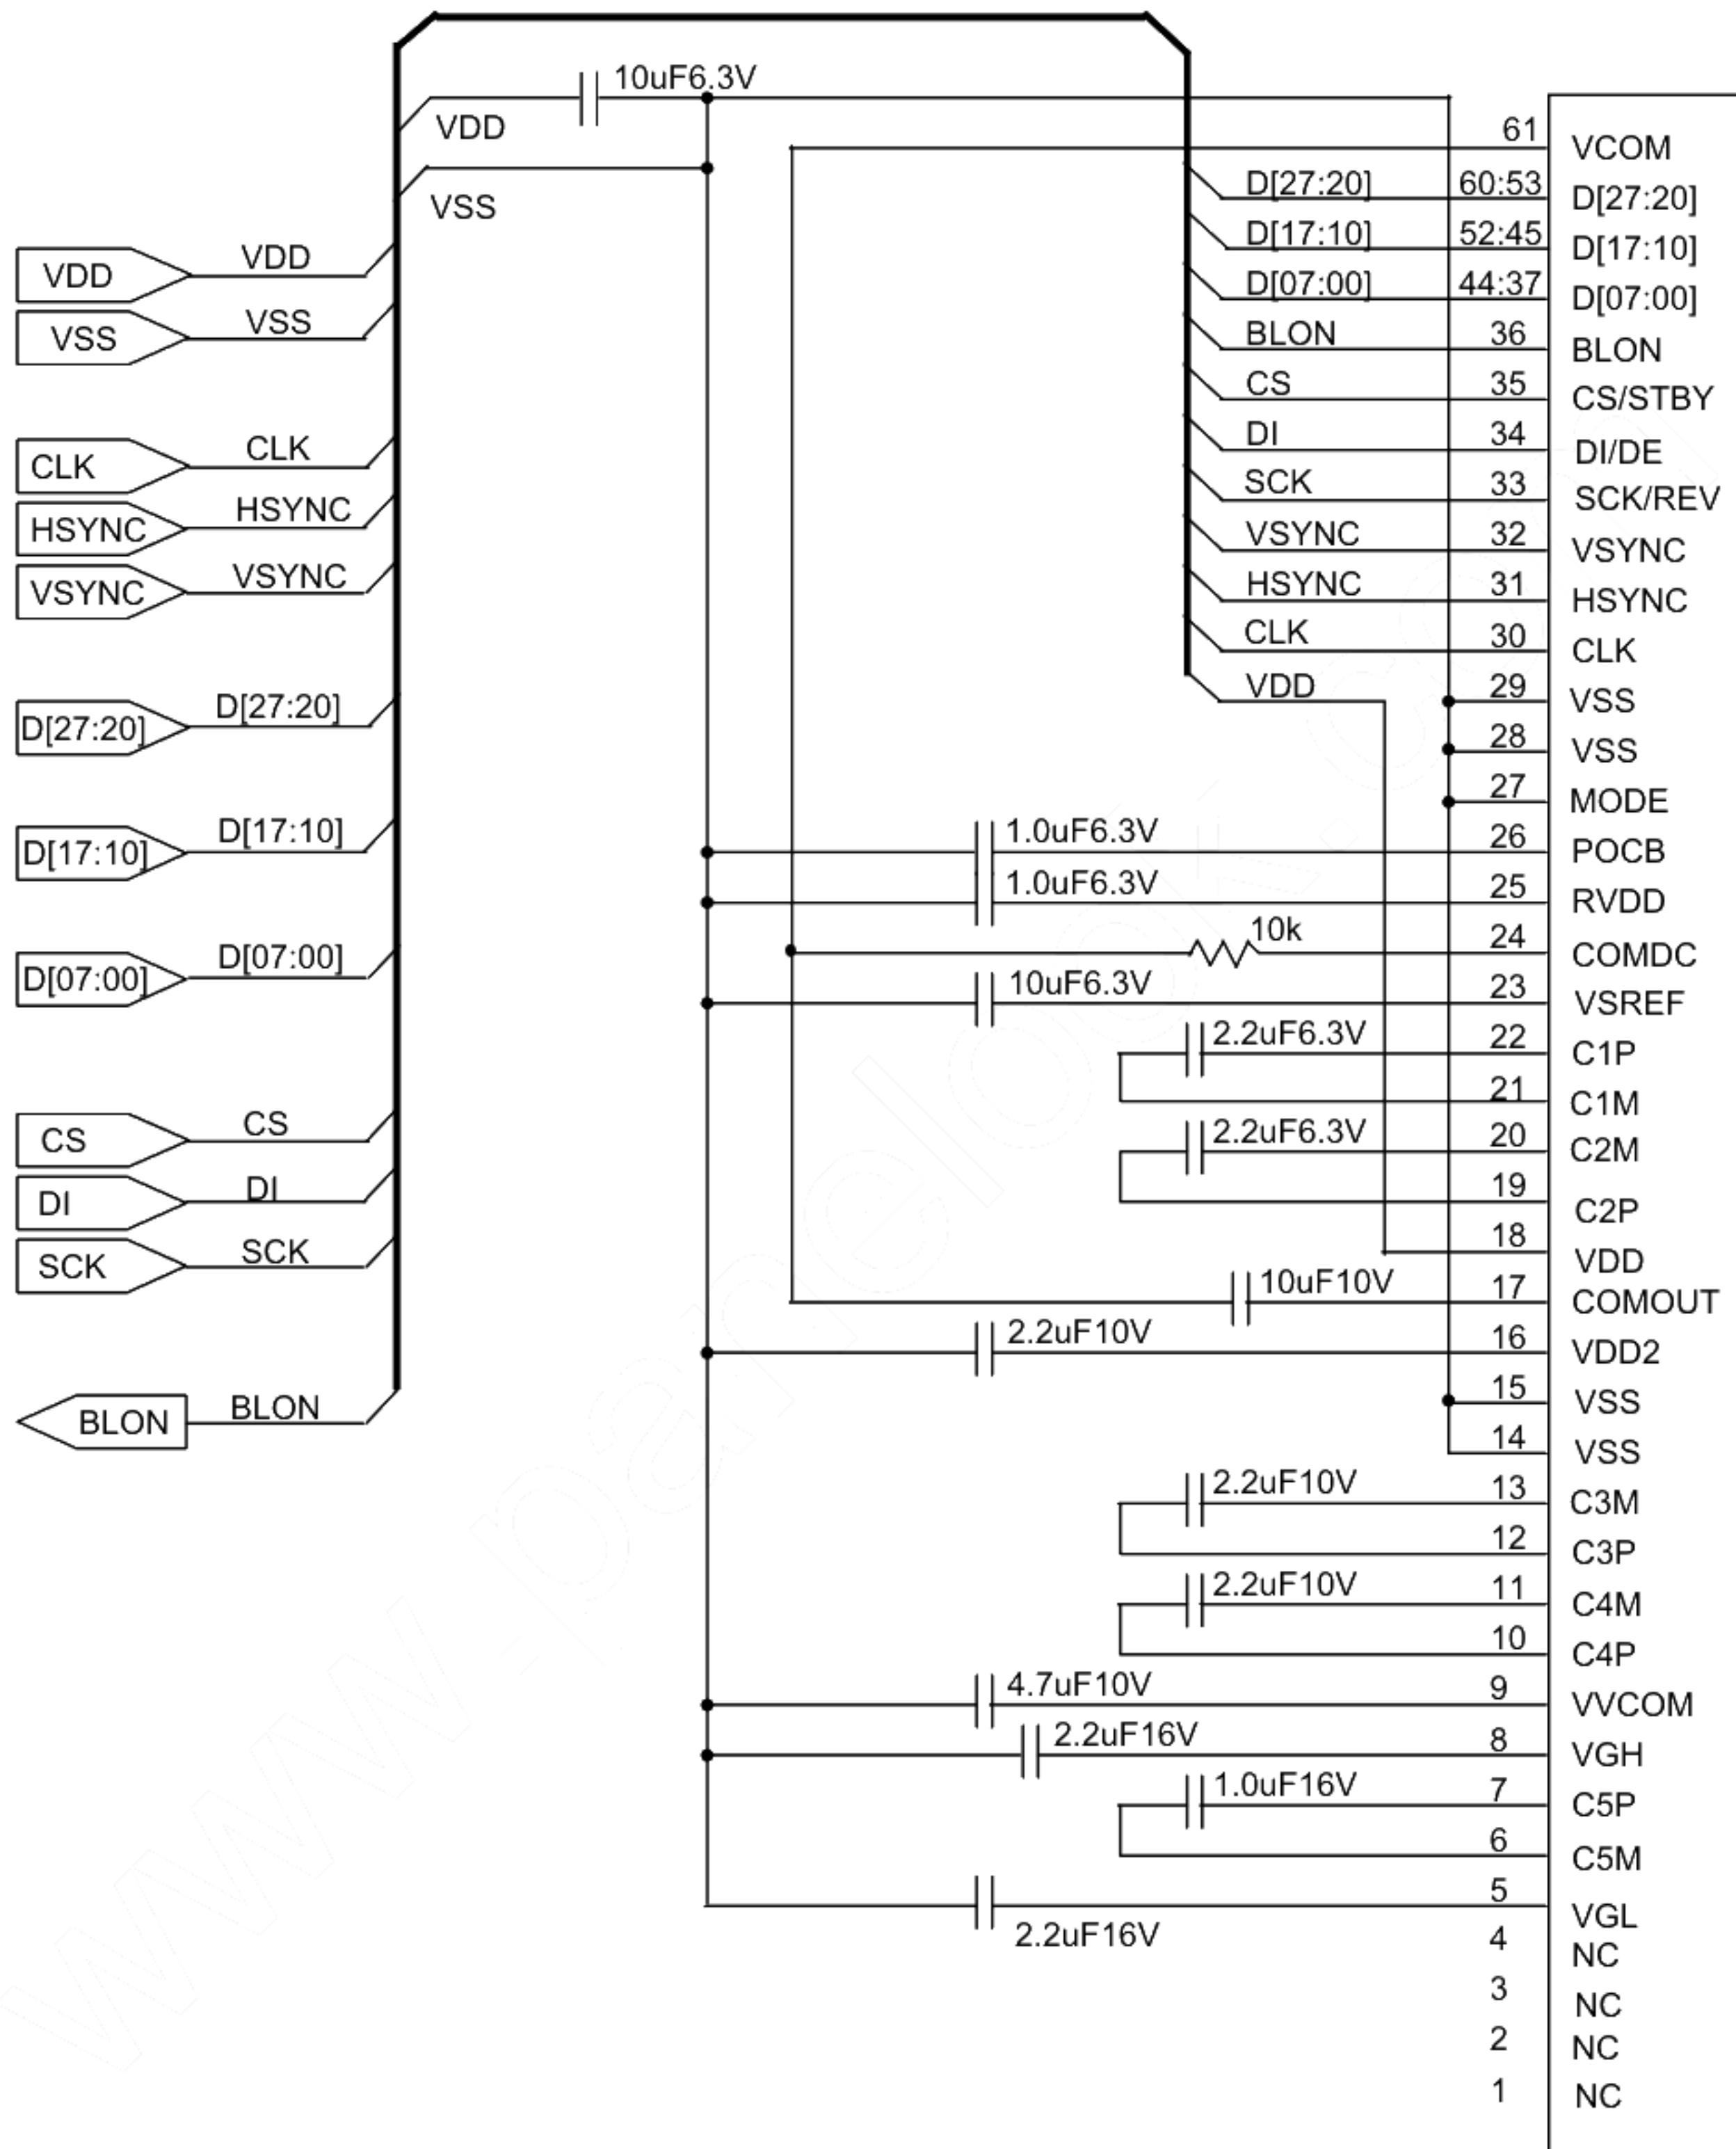 10uF6.3V
VDD
VSS
VDD VDD
VSS VSS
CLK CLK
HSYNC HSYNC
VSYNC VSYNC
D[27:20] D[27:20]
D[17:10] D[17:10]
D[07:00] D[07:00]
CS CS
DI DI
SCK SCK
BLON BLON
61 VCOM
D[27:20] 60:53 D[27:20]
D[17:10] 52:45 D[17:10]
D[07:00] 44:37 D[07:00]
BLON 36 BLON
CS 35 CS/STBY
DI 34 DI/DE
SCK 33 SCK/REV
VSYNC 32 VSYNC
HSYNC 31 HSYNC
CLK 30 CLK
VDD 29 VSS
28 VSS
27 MODE
1.0uF6.3V 26 POCB
1.0uF6.3V 25 RVDD
10k 24 COMDC
10uF6.3V 23 VSREF
2.2uF6.3V 22 C1P
21 C1M
2.2uF6.3V 20 C2M
19 C2P
18 VDD
10uF10V 17 COMOUT
2.2uF10V 16 VDD2
15 VSS
14 VSS
2.2uF10V 13 C3M
12 C3P
2.2uF10V 11 C4M
10 C4P
4.7uF10V 9 VVCOM
2.2uF16V 8 VGH
1.0uF16V 7 C5P
6 C5M
2.2uF16V 5 VGL
4 NC
3 NC
2 NC
1 NC
www.panelook.com